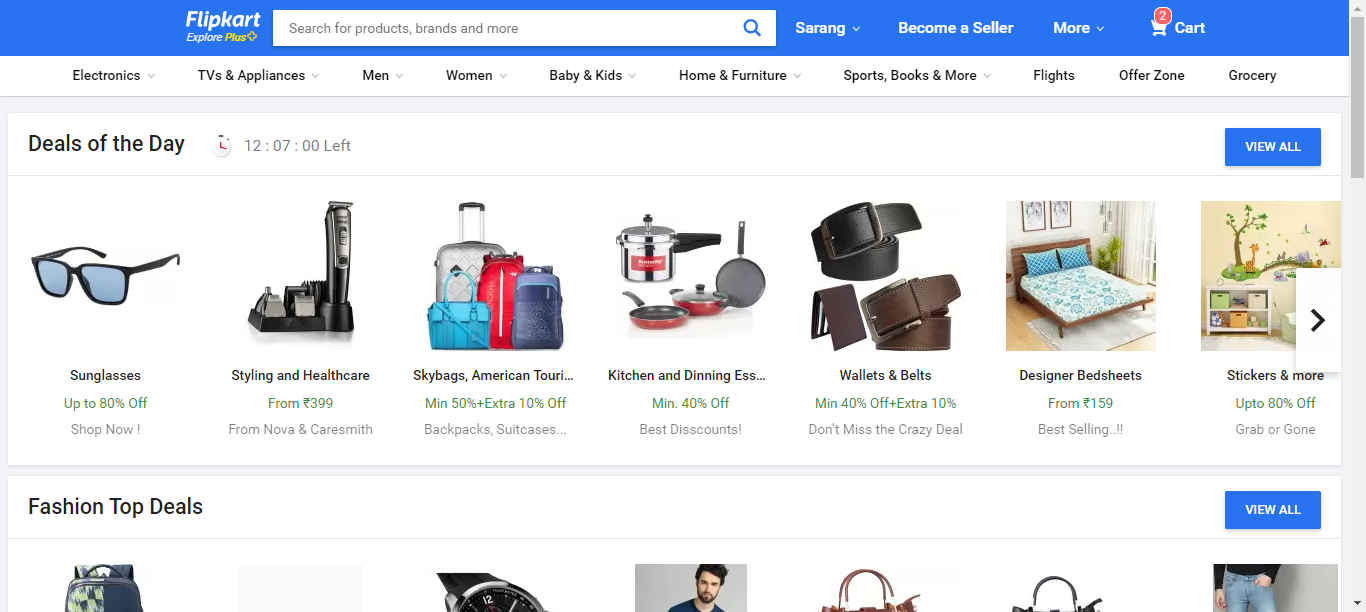 Flipkart
Explore Plus
Search for products, brands and more
Sarang
Become a Seller
More
2
Cart
Electronics
TVs & Appliances
Men
Women
Baby & Kids
Home & Furniture
Sports, Books & More
Flights
Offer Zone
Grocery
Deals of the Day
12 : 07 : 00 Left
VIEW ALL
Butterfly
Sunglasses
Styling and Healthcare
Skybags, American Touri...
Kitchen and Dinning Ess...
Wallets & Belts
Designer Bedsheets
Stickers & more
Up to 80% Off
From ₹399
Min 50%+Extra 10% Off
Min. 40% Off
Min 40% Off+Extra 10%
From ₹159
Upto 80% Off
Shop Now !
From Nova & Caresmith
Backpacks, Suitcases...
Best Disscounts!
Don't Miss the Crazy Deal
Best Selling..!!
Grab or Gone
Fashion Top Deals
VIEW ALL
12